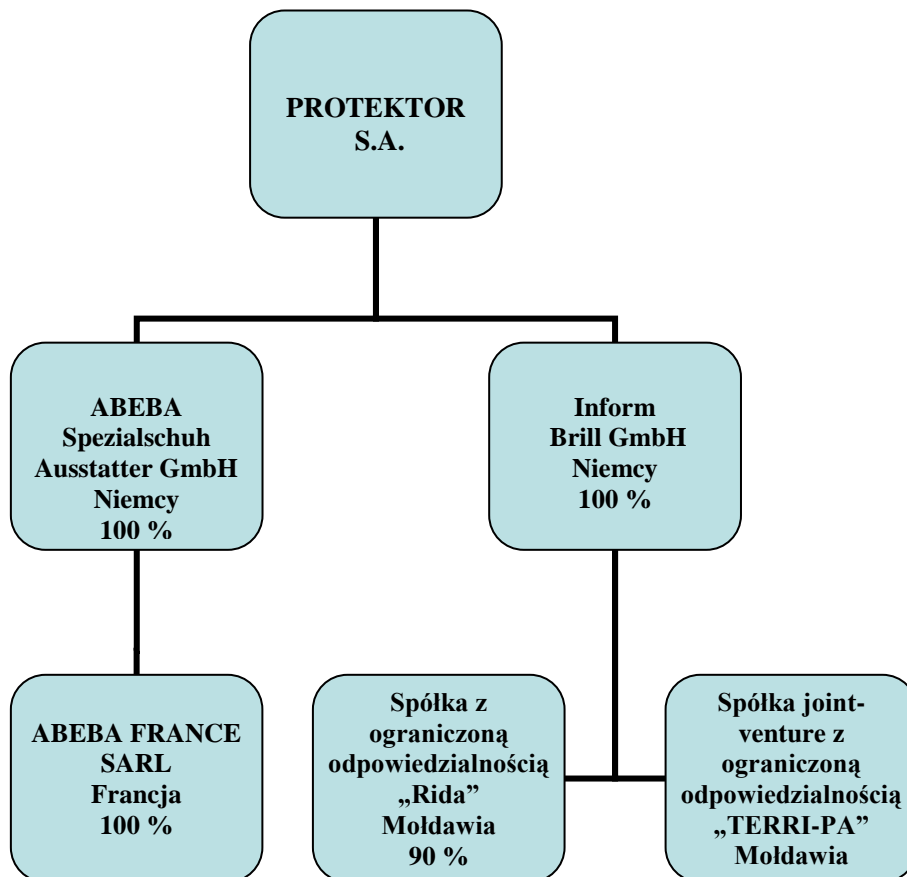 PROTEKTOR
S.A.
ABEBA
Spezialschuh
Ausstatter GmbH
Niemcy
100 %
Inform
Brill GmbH
Niemcy
100 %
ABEBA FRANCE
SARL
Francja
100 %
Spółka z
ograniczoną
odpowiedzialnością
„Rida”
Mołdawia
90 %
Spółka joint-
venture z
ograniczoną
odpowiedzialnością
„TERRI-PA”
Mołdawia